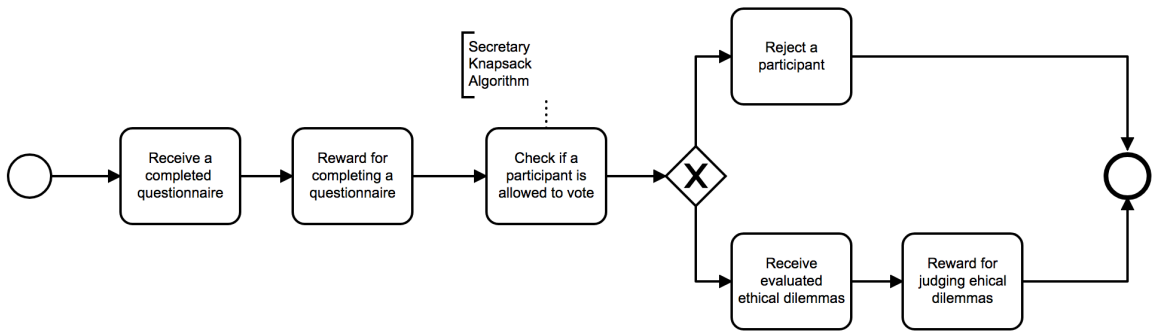 Secretary
Knapsack
Algorithm
Receive a
completed
questionnaire
Reward for
completing a
questionnaire
Check if a
participant is
allowed to vote
X
Reject a
participant
Receive
evaluated
ethical dilemmas
Reward for
judging ehical
dilemmas